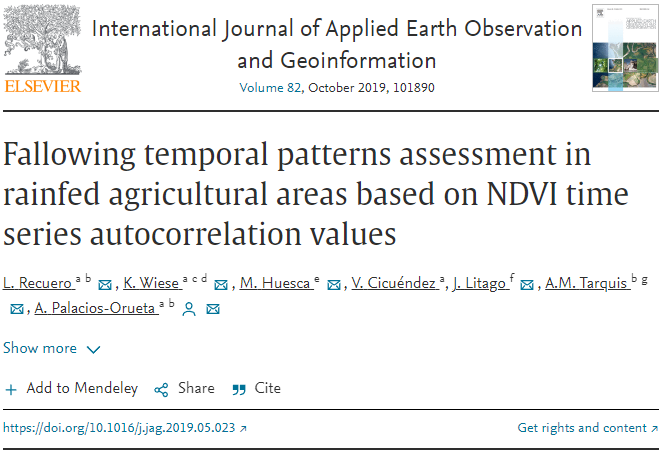 International Journal of Applied Earth Observation
and Geoinformation
ELSEVIER
Volume 82, October 2019, 101890
Fallowing temporal patterns assessment in
rainfed agricultural areas based on NDVI time
series autocorrelation values
L. Recuero a b, K. Wiese a c d, M. Huesca e, V. Cicuéndez a, J. Litago f, A.M. Tarquis b g
, A. Palacios-Orueta a b
Show more
Add to Mendeley Share Cite
https://doi.org/10.1016/j.jag.2019.05.023 ↗ Get rights and content ↗